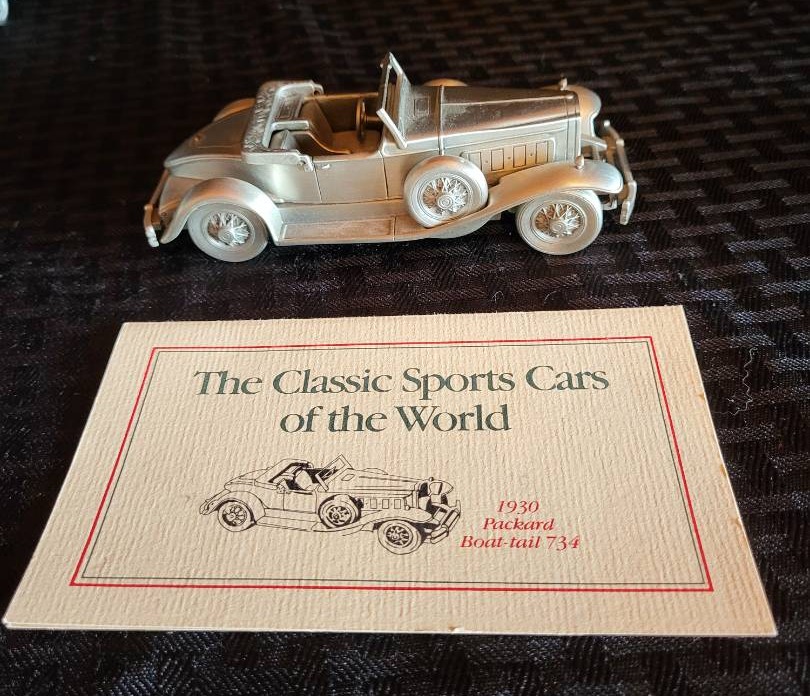 The Classic Sports Cars
of the World
1930
Packard
Boat-tail 734